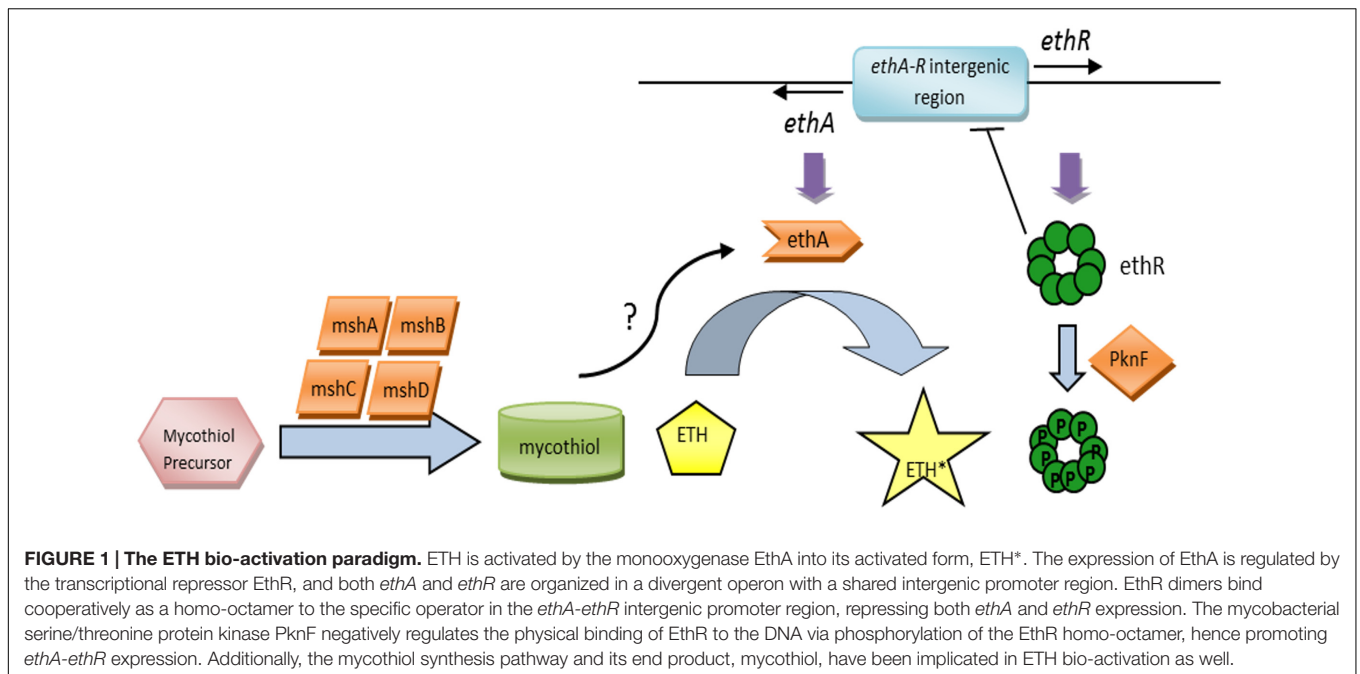 ethR
ethA-R intergenic
region
ethA
ethA
ethR
?
mshA
mshB
mshC
mshD
PknF
Mycothiol
Precursor
mycothiol
ETH
ETH*
P
P
P
P
P
P
P
P
FIGURE 1 | The ETH bio-activation paradigm. ETH is activated by the monooxygenase EthA into its activated form, ETH*. The expression of EthA is regulated by
the transcriptional repressor EthR, and both ethA and ethR are organized in a divergent operon with a shared intergenic promoter region. EthR dimers bind
cooperatively as a homo-octamer to the specific operator in the ethA-ethR intergenic promoter region, repressing both ethA and ethR expression. The mycobacterial
serine/threonine protein kinase PknF negatively regulates the physical binding of EthR to the DNA via phosphorylation of the EthR homo-octamer, hence promoting
ethA-ethR expression. Additionally, the mycothiol synthesis pathway and its end product, mycothiol, have been implicated in ETH bio-activation as well.